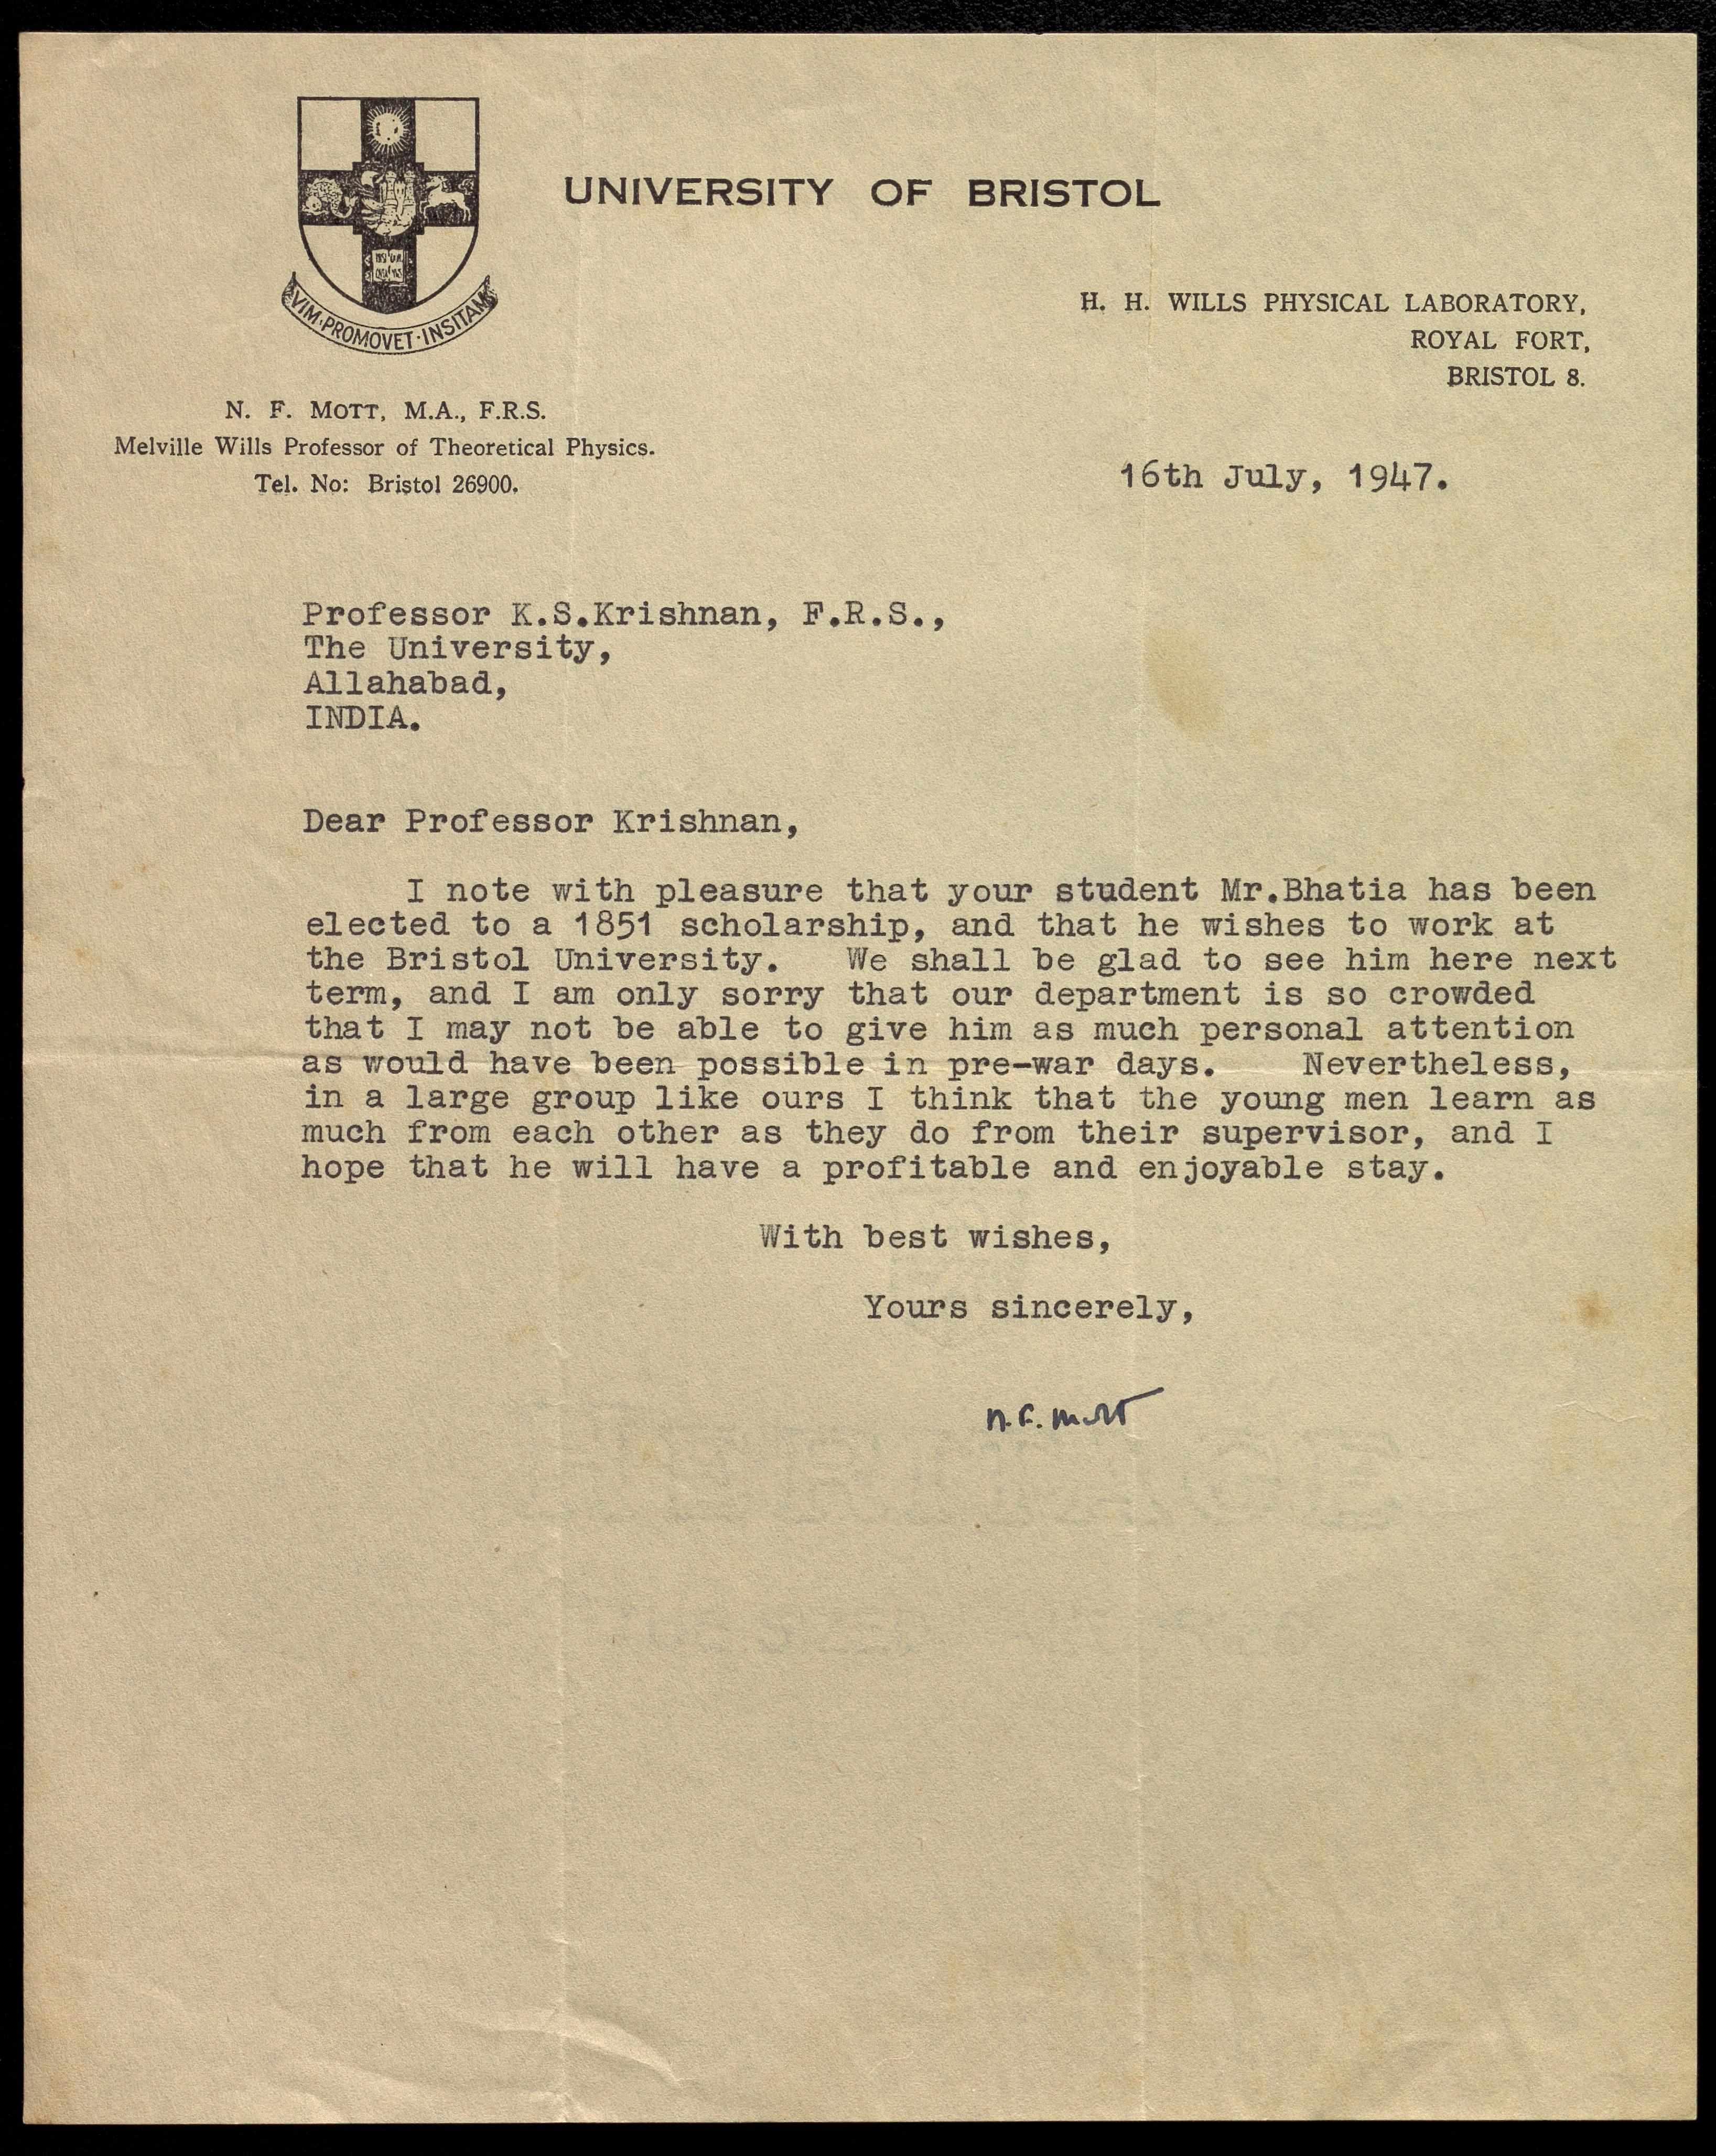 UNIVERSITY OF BRISTOL
VIM·PROMOVET·INSITAM
H. H. WILLS PHYSICAL LABORATORY,
ROYAL FORT,
BRISTOL 8.
N. F. MOTT, M.A., F.R.S.
Melville Wills Professor of Theoretical Physics.
Tel. No: Bristol 26900.
16th July, 1947.
Professor K.S.Krishnan, F.R.S.,
The University,
Allahabad,
INDIA.
Dear Professor Krishnan,
I note with pleasure that your student Mr.Bhatia has been
elected to a 1851 scholarship, and that he wishes to work at
the Bristol University. We shall be glad to see him here next
term, and I am only sorry that our department is so crowded
that I may not be able to give him as much personal attention
as would have been possible in pre-war days. Nevertheless,
in a large group like ours I think that the young men learn as
much from each other as they do from their supervisor, and I
hope that he will have a profitable and enjoyable stay.
With best wishes,
Yours sincerely,
N.F. Mott